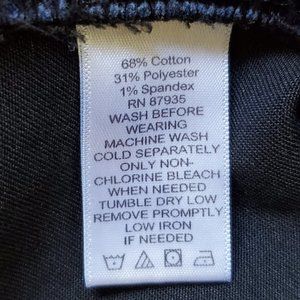 68% Cotton
31% Polyester
1% Spandex
RN 87935
WASH BEFORE
WEARING
MACHINE WASH
COLD SEPARATELY
ONLY NON-
CHLORINE BLEACH
WHEN NEEDED
TUMBLE DRY LOW
REMOVE PROMPTLY
LOW IRON
IF NEEDED